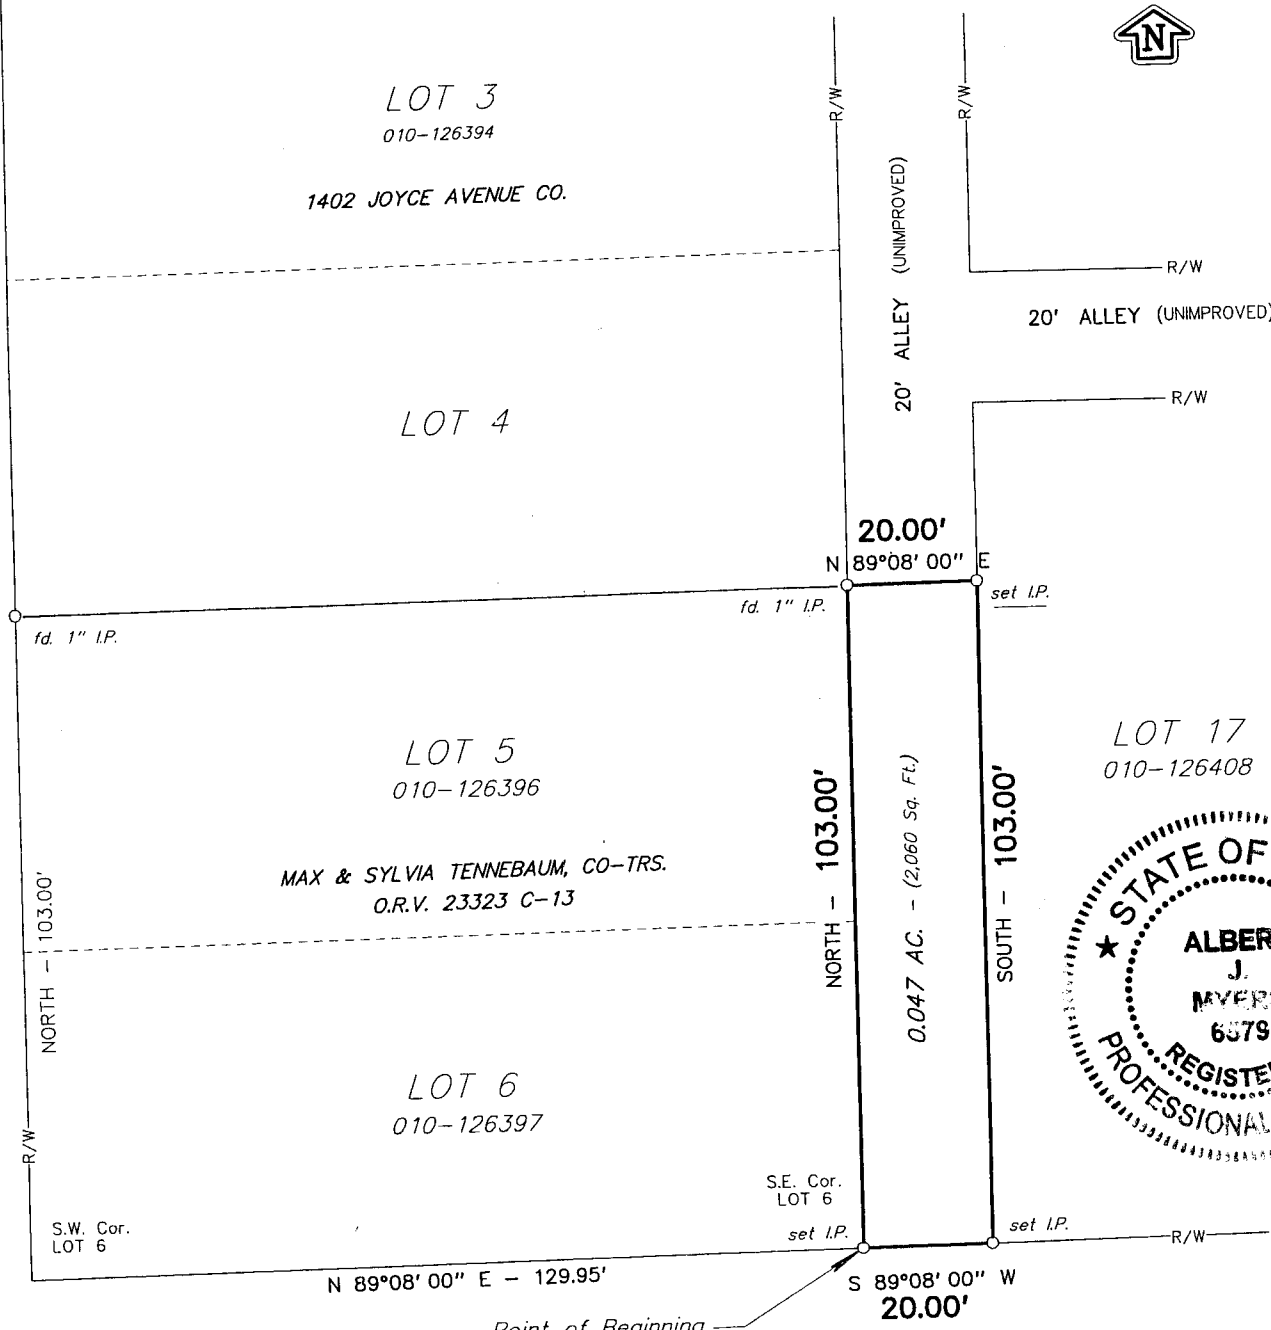 N
LOT 3
010-126394
1402 JOYCE AVENUE CO.
R/W
R/W
20' ALLEY (UNIMPROVED)
R/W
20' ALLEY (UNIMPROVED)
R/W
LOT 4
20.00'
N 89°08' 00" E
fd. 1" I.P.
fd. 1" I.P.
set I.P.
LOT 5
010-126396
MAX & SYLVIA TENNEBAUM, CO-TRS.
O.R.V. 23323 C-13
NORTH - 103.00'
NORTH - 103.00'
0.047 AC. - (2,060 Sq. Ft.)
SOUTH - 103.00'
LOT 17
010-126408
STATE OF
ALBER
J.
MYERS
REGISTE
PROFESSIONAL
LOT 6
010-126397
R/W
S.W. Cor.
LOT 6
S.E. Cor.
LOT 6
set I.P.
set I.P.
R/W
N 89°08' 00" E - 129.95'
S 89°08' 00" W
20.00'
Point of Beginning